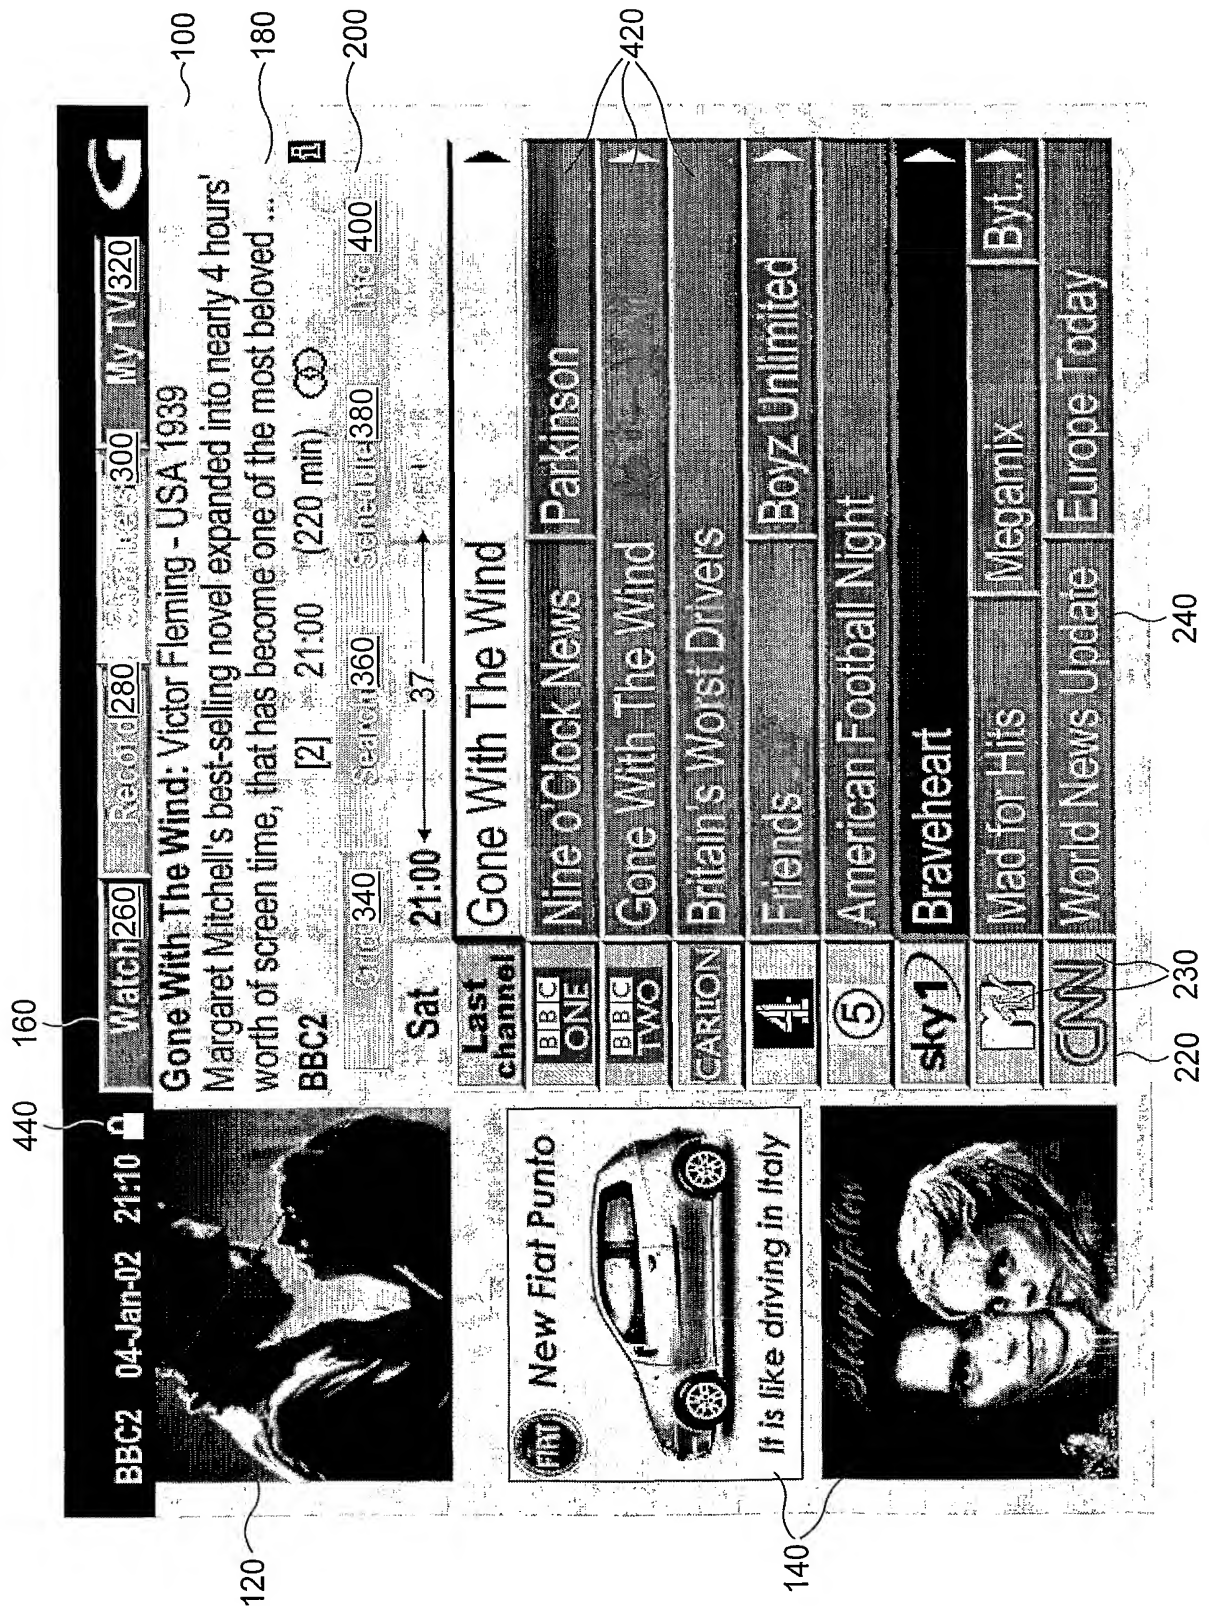 440
160
100
180
200
BBC2 04-Jan-02 21:10
Watch 260
Record 280
300
My TV 320
Gone With The Wind: Victor Fleming - USA 1939
Margaret Mitchell's best-selling novel expanded into nearly 4 hours'
worth of screen time, that has become one of the most beloved ...
BBC2 [2] 21:00 (220 min) i
Grid 340
Search 360
Schedule 380
Info 400
Sat 21:00 37
Last channel
Gone With The Wind
BBC ONE
Nine o'Clock News
Parkinson
BBC TWO
Gone With The Wind
CARLTON
Britain's Worst Drivers
4
Friends
Boyz Unlimited
5
American Football Night
sky1
Braveheart
Mad for Hits
Megamix
Byt...
CNN
World News Update
Europe Today
420
120
FIAT
New Fiat Punto
It is like driving in Italy
Sleepy Hollow
140
220
230
240